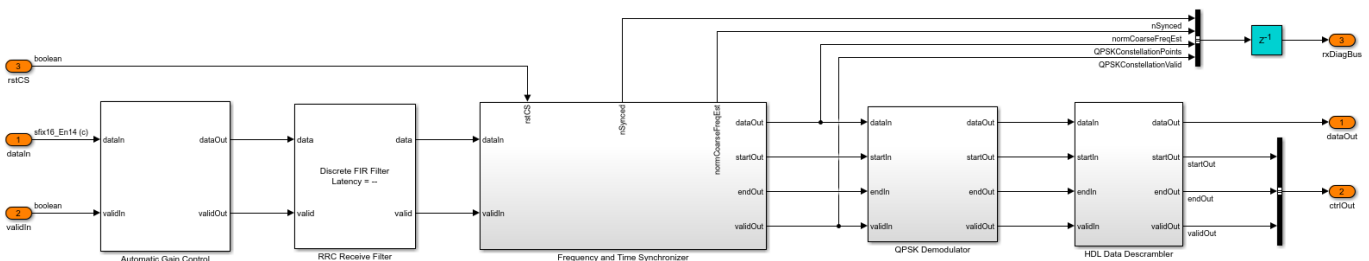 nSynced
normCoarseFreqEst
QPSKConstellationPoints
QPSKConstellationValid
Z-1
3
rxDiagBus
3
boolean
rstCS
1
sfix16_En14 (c)
dataIn
2
boolean
validIn
dataIn
dataOut
validIn
validOut
Automatic Gain Control
data
data
Discrete FIR Filter
Latency = --
valid
valid
RRC Receive Filter
rstCS
nSynced
normCoarseFreqEst
dataIn
dataOut
startOut
endOut
validIn
validOut
Frequency and Time Synchronizer
dataIn
dataOut
startIn
startOut
endIn
endOut
validIn
validOut
QPSK Demodulator
dataIn
dataOut
startIn
startOut
endIn
endOut
validIn
validOut
HDL Data Descrambler
startOut
endOut
validOut
1
dataOut
2
ctrlOut